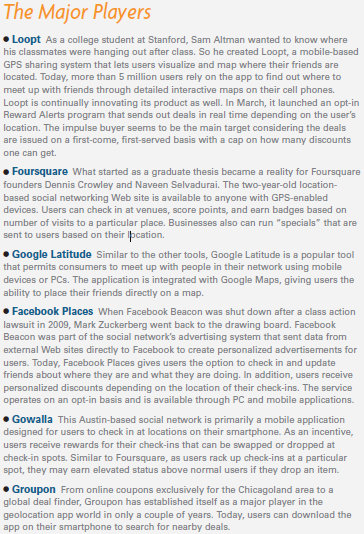 The Major Players
• Loopt As a college student at Stanford, Sam Altman wanted to know where
his classmates were hanging out after class. So he created Loopt, a mobile-based
GPS sharing system that lets users visualize and map where their friends are
located. Today, more than 5 million users rely on the app to find out where to
meet up with friends through detailed interactive maps on their cell phones.
Loopt is continually innovating its product as well. In March, it launched an opt-in
Reward Alerts program that sends out deals in real time depending on the user's
location. The impulse buyer seems to be the main target considering the deals
are issued on a first-come, first-served basis with a cap on how many discounts
one can get.
• Foursquare What started as a graduate thesis became a reality for Foursquare
founders Dennis Crowley and Naveen Selvadurai. The two-year-old location-
based social networking Web site is available to anyone with GPS-enabled
devices. Users can check in at venues, score points, and earn badges based on
number of visits to a particular place. Businesses also can run "specials" that are
sent to users based on their location.
• Google Latitude Similar to the other tools, Google Latitude is a popular tool
that permits consumers to meet up with people in their network using mobile
devices or PCs. The application is integrated with Google Maps, giving users the
ability to place their friends directly on a map.
• Facebook Places When Facebook Beacon was shut down after a class action
lawsuit in 2009, Mark Zuckerberg went back to the drawing board. Facebook
Beacon was part of the social network's advertising system that sent data from
external Web sites directly to Facebook to create personalized advertisements for
users. Today, Facebook Places gives users the option to check in and update
friends about where they are and what they are doing. In addition, users receive
personalized discounts depending on the location of their check-ins. The service
operates on an opt-in basis and is available through PC and mobile applications.
• Gowalla This Austin-based social network is primarily a mobile application
designed for users to check in at locations on their smartphone. As an incentive,
users receive rewards for their check-ins that can be swapped or dropped at
check-in spots. Similar to Foursquare, as users rack up check-ins at a particular
spot, they may earn elevated status above normal users if they drop an item.
• Groupon From online coupons exclusively for the Chicagoland area to a
global deal finder, Groupon has established itself as a major player in the
geolocation app world in only a couple of years. Today, users can download the
app on their smartphone to search for nearby deals.